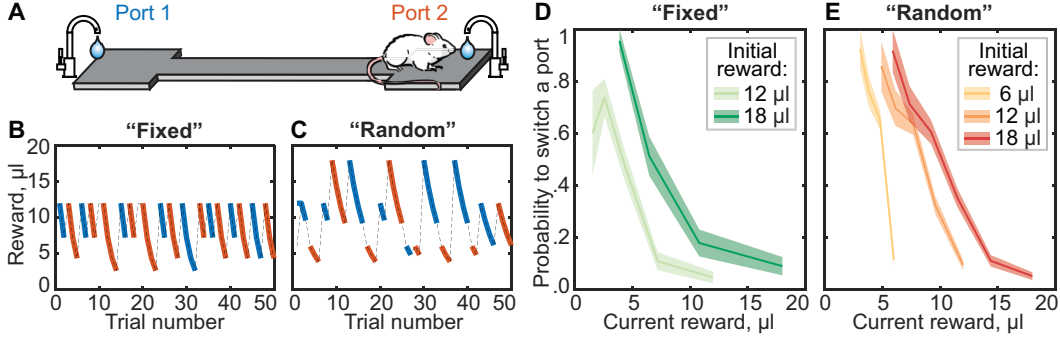 A
Port 1
Port 2
B
"Fixed"
Reward, µl
20
15
10
5
0
0 10 20 30 40 50
Trial number
C
"Random"
0 10 20 30 40 50
Trial number
D
"Fixed"
Probability to switch a port
1
.8
.6
.4
.2
.0
0 5 10 15 20
Current reward, µl
Initial
reward:
12 µl
18 µl
E
"Random"
0 5 10 15 20
Current reward, µl
Initial
reward:
6 µl
12 µl
18 µl